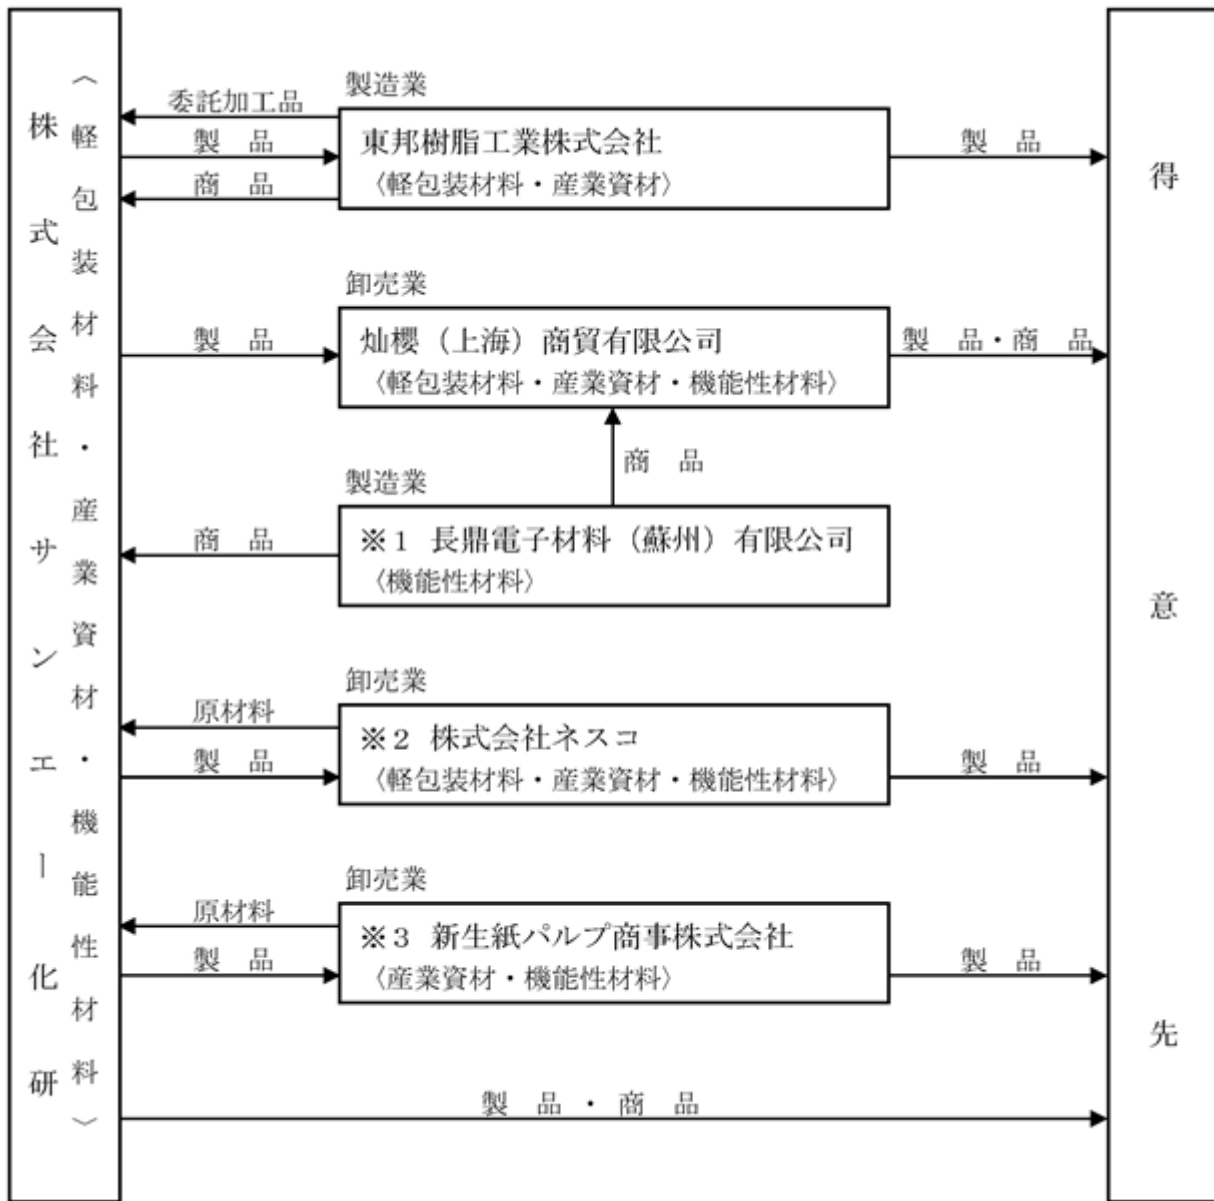 株式会社サンエー化研
〈軽包装材料・産業資材・機能性材料〉
製造業
委託加工品
製品
商品
東邦樹脂工業株式会社
〈軽包装材料・産業資材〉
製品
卸売業
製品
灿櫻（上海）商貿有限公司
〈軽包装材料・産業資材・機能性材料〉
製品・商品
商品
製造業
商品
※1 長鼎電子材料（蘇州）有限公司
〈機能性材料〉
卸売業
原材料
製品
※2 株式会社ネスコ
〈軽包装材料・産業資材・機能性材料〉
製品
卸売業
原材料
製品
※3 新生紙パルプ商事株式会社
〈産業資材・機能性材料〉
製品
製品・商品
得意先